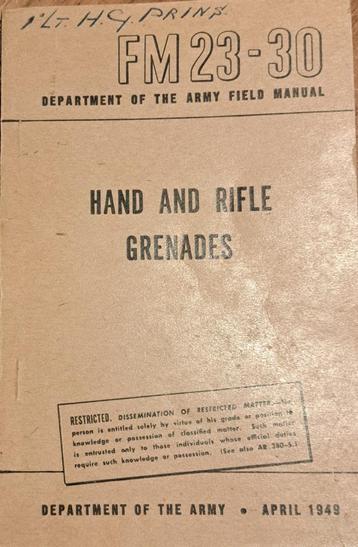 1'LT. H.G. PRINS.
FM 23-30
DEPARTMENT OF THE ARMY FIELD MANUAL
HAND AND RIFLE
GRENADES
RESTRICTED. DISSEMINATION OF RESTRICTED MATTER.—No
person is entitled solely by virtue of his grade or position to
knowledge or possession of classified matter. Such matter
is entrusted only to those individuals whose official duties
require such knowledge or possession. (See also AR 380-5.)
DEPARTMENT OF THE ARMY • APRIL 1949